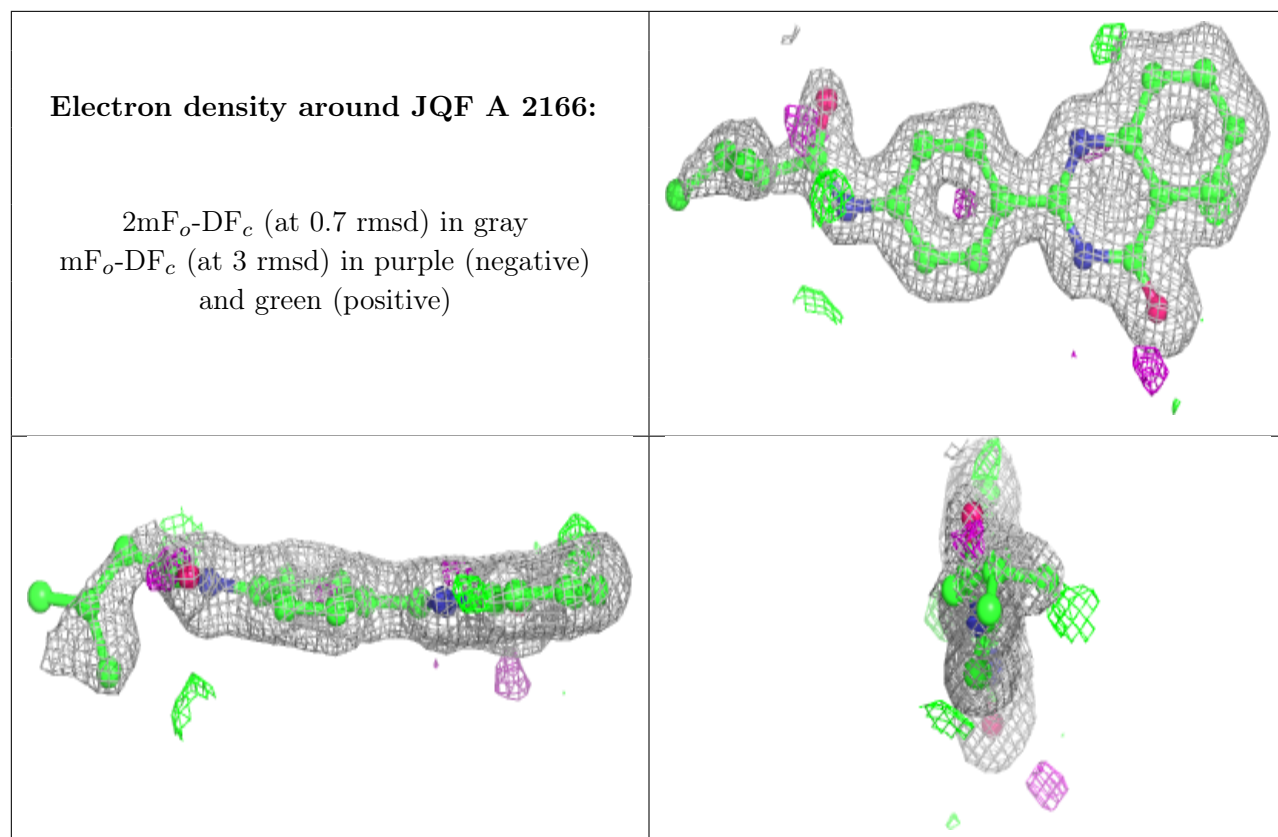 Electron density around JQF A 2166:
2mFₒ-DF𝒸 (at 0.7 rmsd) in gray
mFₒ-DF𝒸 (at 3 rmsd) in purple (negative)
and green (positive)